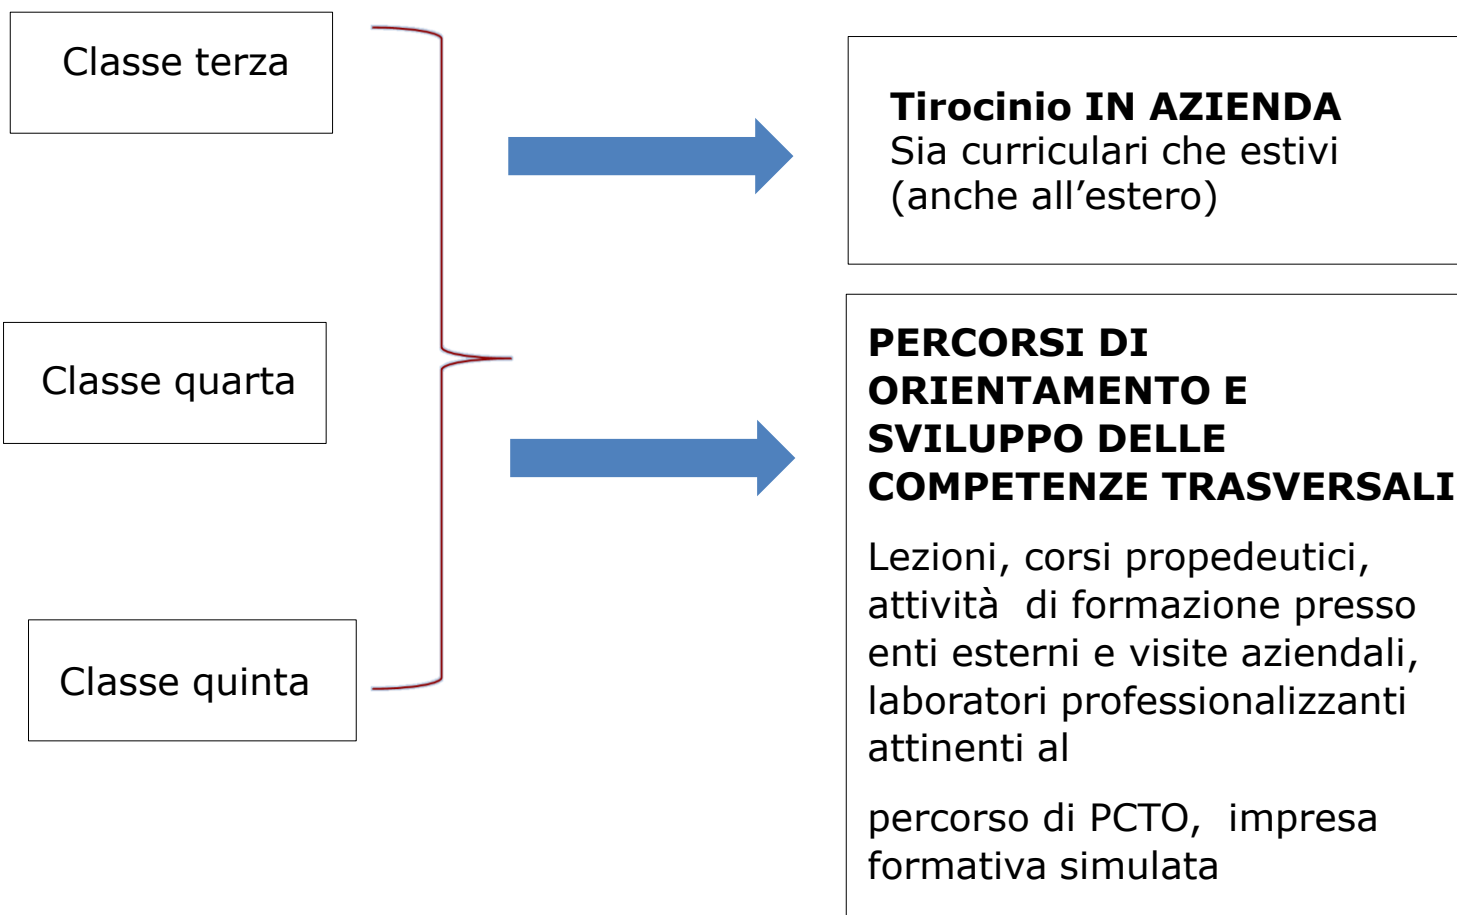 Classe terza
Classe quarta
Classe quinta
Tirocinio IN AZIENDA
Sia curriculari che estivi
(anche all’estero)
PERCORSI DI
ORIENTAMENTO E
SVILUPPO DELLE
COMPETENZE TRASVERSALI
Lezioni, corsi propedeutici,
attività  di formazione presso
enti esterni e visite aziendali,
laboratori professionalizzanti
attinenti al
percorso di PCTO,  impresa
formativa simulata